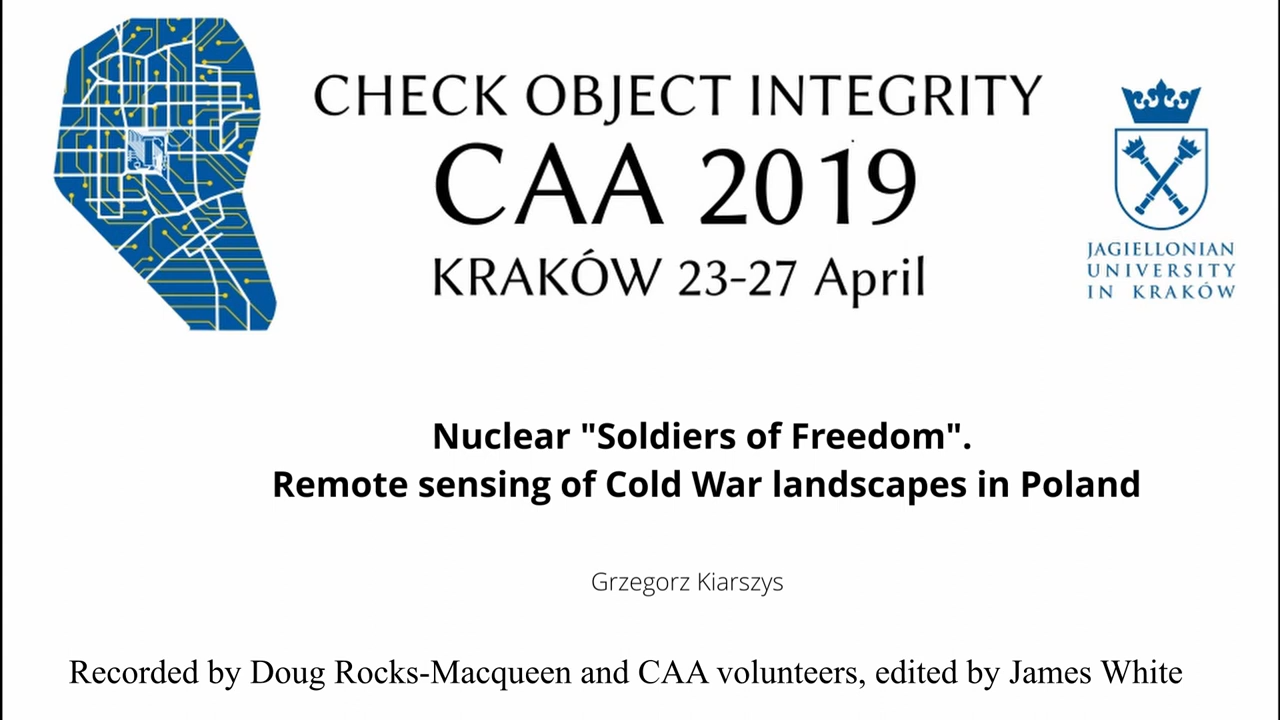 CHECK OBJECT INTEGRITY
CAA 2019
KRAKÓW 23-27 April
JAGIELLONIAN
UNIVERSITY
IN KRAKÓW
Nuclear "Soldiers of Freedom".
Remote sensing of Cold War landscapes in Poland
Grzegorz Kiarszys
Recorded by Doug Rocks-Macqueen and CAA volunteers, edited by James White